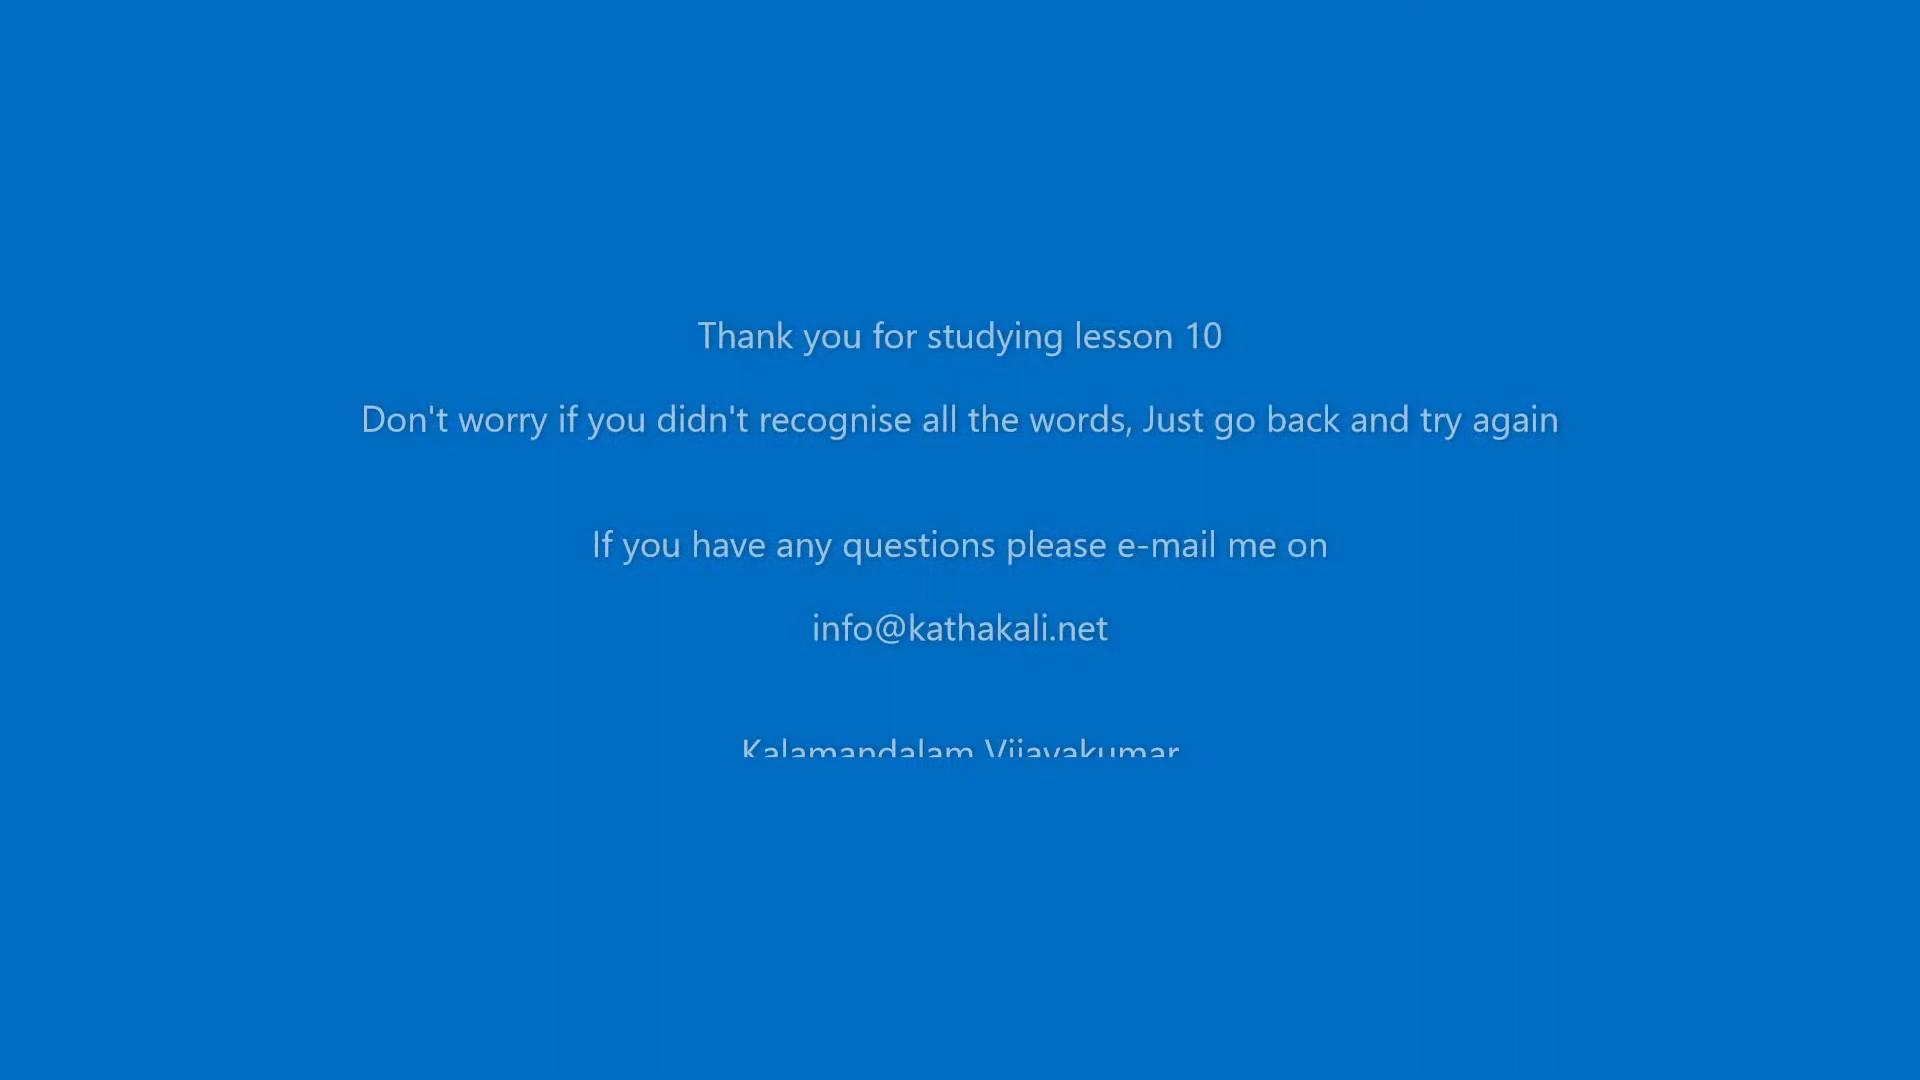 Thank you for studying lesson 10
Don't worry if you didn't recognise all the words, Just go back and try again
If you have any questions please e-mail me on
info@kathakali.net
Kalamandalam Vijayakumar